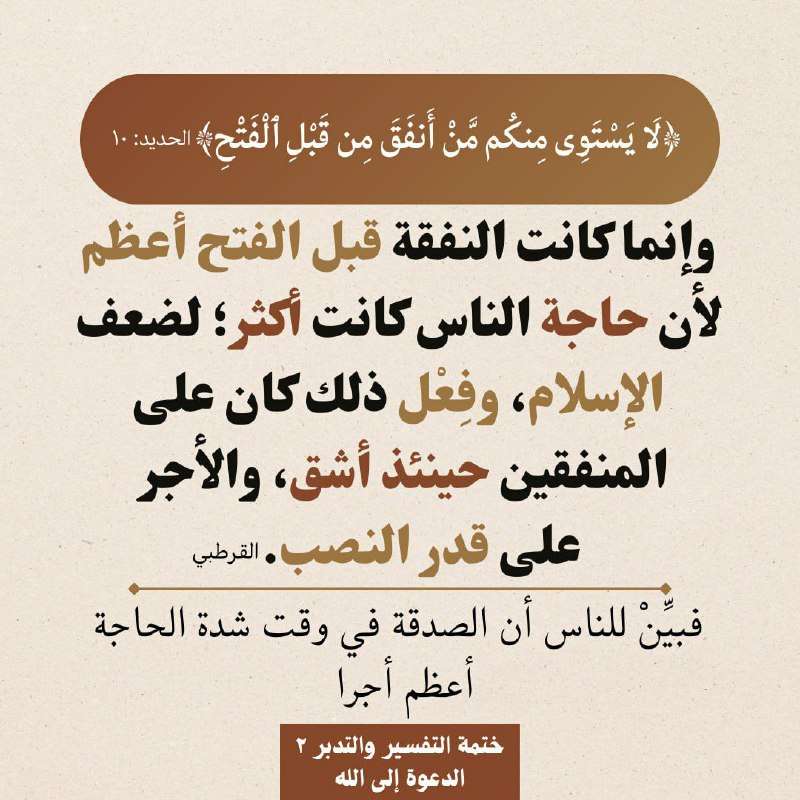 ﴿لَا يَسْتَوِى مِنكُم مَّنْ أَنفَقَ مِن قَبْلِ ٱلْفَتْحِ﴾ الحديد: ١٠
وإنما كانت النفقة قبل الفتح أعظم
لأن حاجة الناس كانت أكثر؛ لضعف
الإسلام، وفِعْل ذلك كان على
المنفقين حينئذ أشق، والأجر
على قدر النصب. القرطبي
فبيِّنْ للناس أن الصدقة في وقت شدة الحاجة
أعظم أجرا
ختمة التفسير والتدبر ٢
الدعوة إلى الله